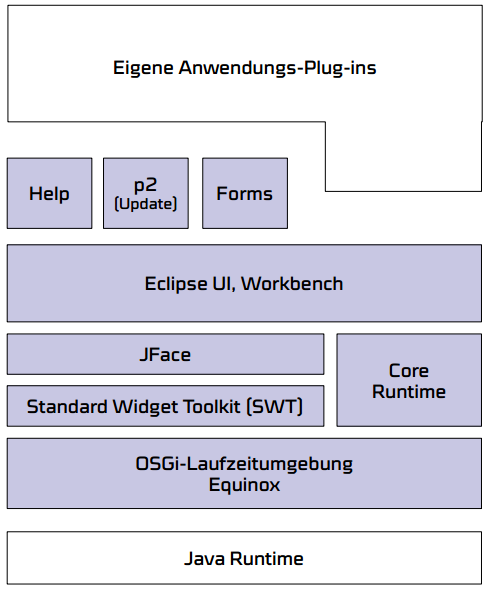 Eigene Anwendungs-Plug-ins
Help
p2
(Update)
Forms
Eclipse UI, Workbench
JFace
Core
Runtime
Standard Widget Toolkit (SWT)
OSGi-Laufzeitumgebung
Equinox
Java Runtime